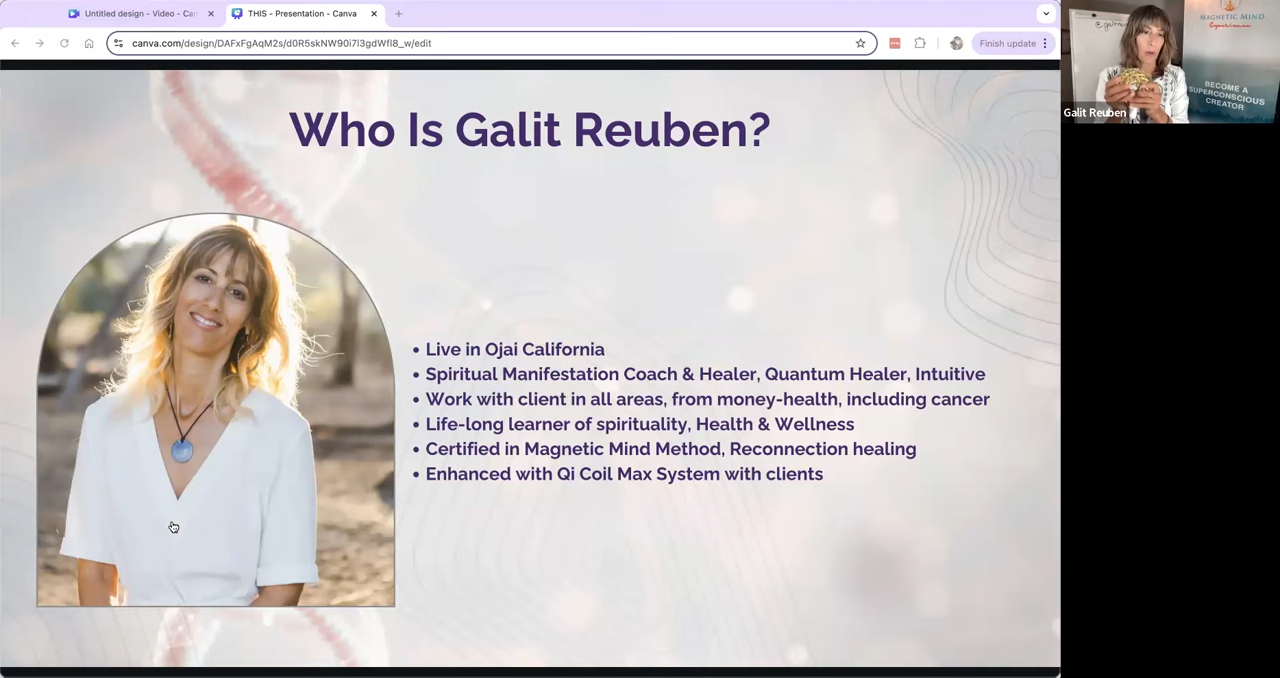 Untitled design - Video - Can
THIS - Presentation - Canva
canva.com/design/DAFxFgAqM2s/d0R5skNW90i7l3gdWfl8_w/edit
Finish update
Who Is Galit Reuben?
• Live in Ojai California
• Spiritual Manifestation Coach & Healer, Quantum Healer, Intuitive
• Work with client in all areas, from money-health, including cancer
• Life-long learner of spirituality, Health & Wellness
• Certified in Magnetic Mind Method, Reconnection healing
• Enhanced with Qi Coil Max System with clients
MAGNETIC MIND
Experience
BECOME A
SUPERCONSCIOUS
CREATOR
Galit Reuben